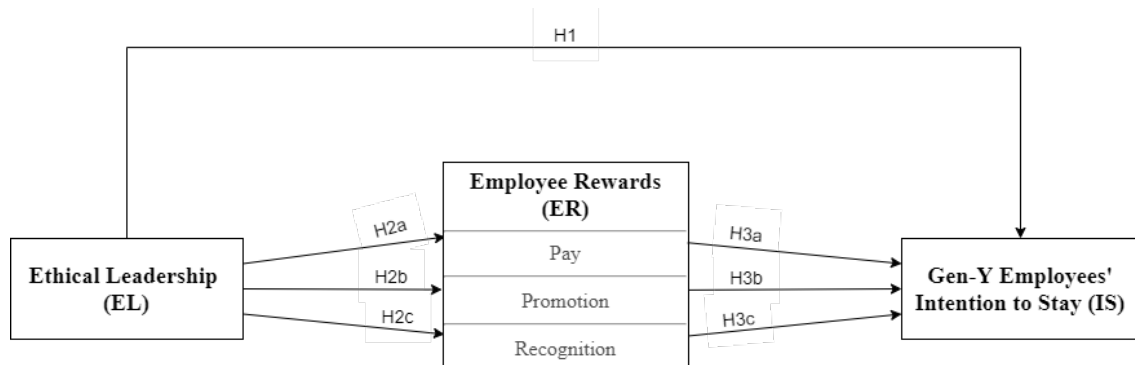 H1
Employee Rewards
(ER)
H2a
H3a
Pay
Ethical Leadership
(EL)
H2b
H3b
Gen-Y Employees'
Intention to Stay (IS)
Promotion
H2c
H3c
Recognition